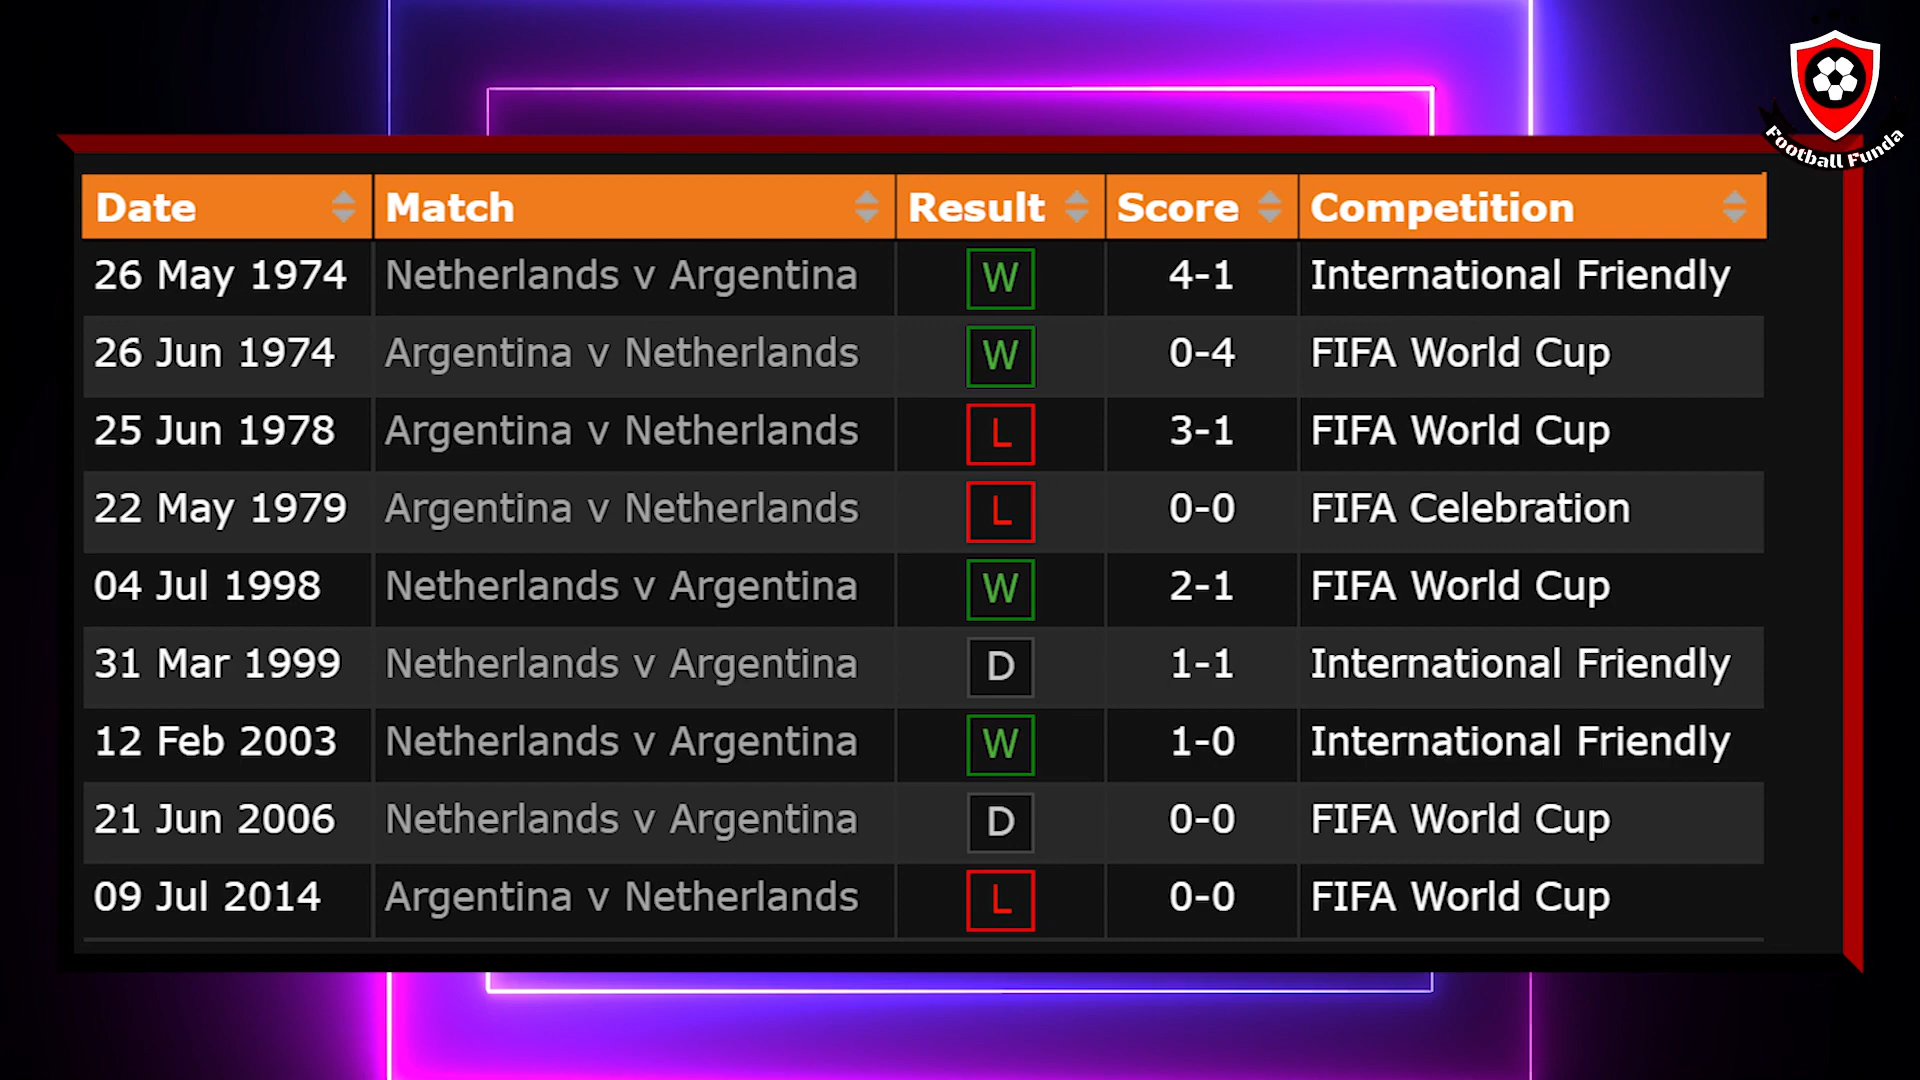 Football Funda
Date Match Result Score Competition
26 May 1974 Netherlands v Argentina W 4-1 International Friendly
26 Jun 1974 Argentina v Netherlands W 0-4 FIFA World Cup
25 Jun 1978 Argentina v Netherlands L 3-1 FIFA World Cup
22 May 1979 Argentina v Netherlands L 0-0 FIFA Celebration
04 Jul 1998 Netherlands v Argentina W 2-1 FIFA World Cup
31 Mar 1999 Netherlands v Argentina D 1-1 International Friendly
12 Feb 2003 Netherlands v Argentina W 1-0 International Friendly
21 Jun 2006 Netherlands v Argentina D 0-0 FIFA World Cup
09 Jul 2014 Argentina v Netherlands L 0-0 FIFA World Cup